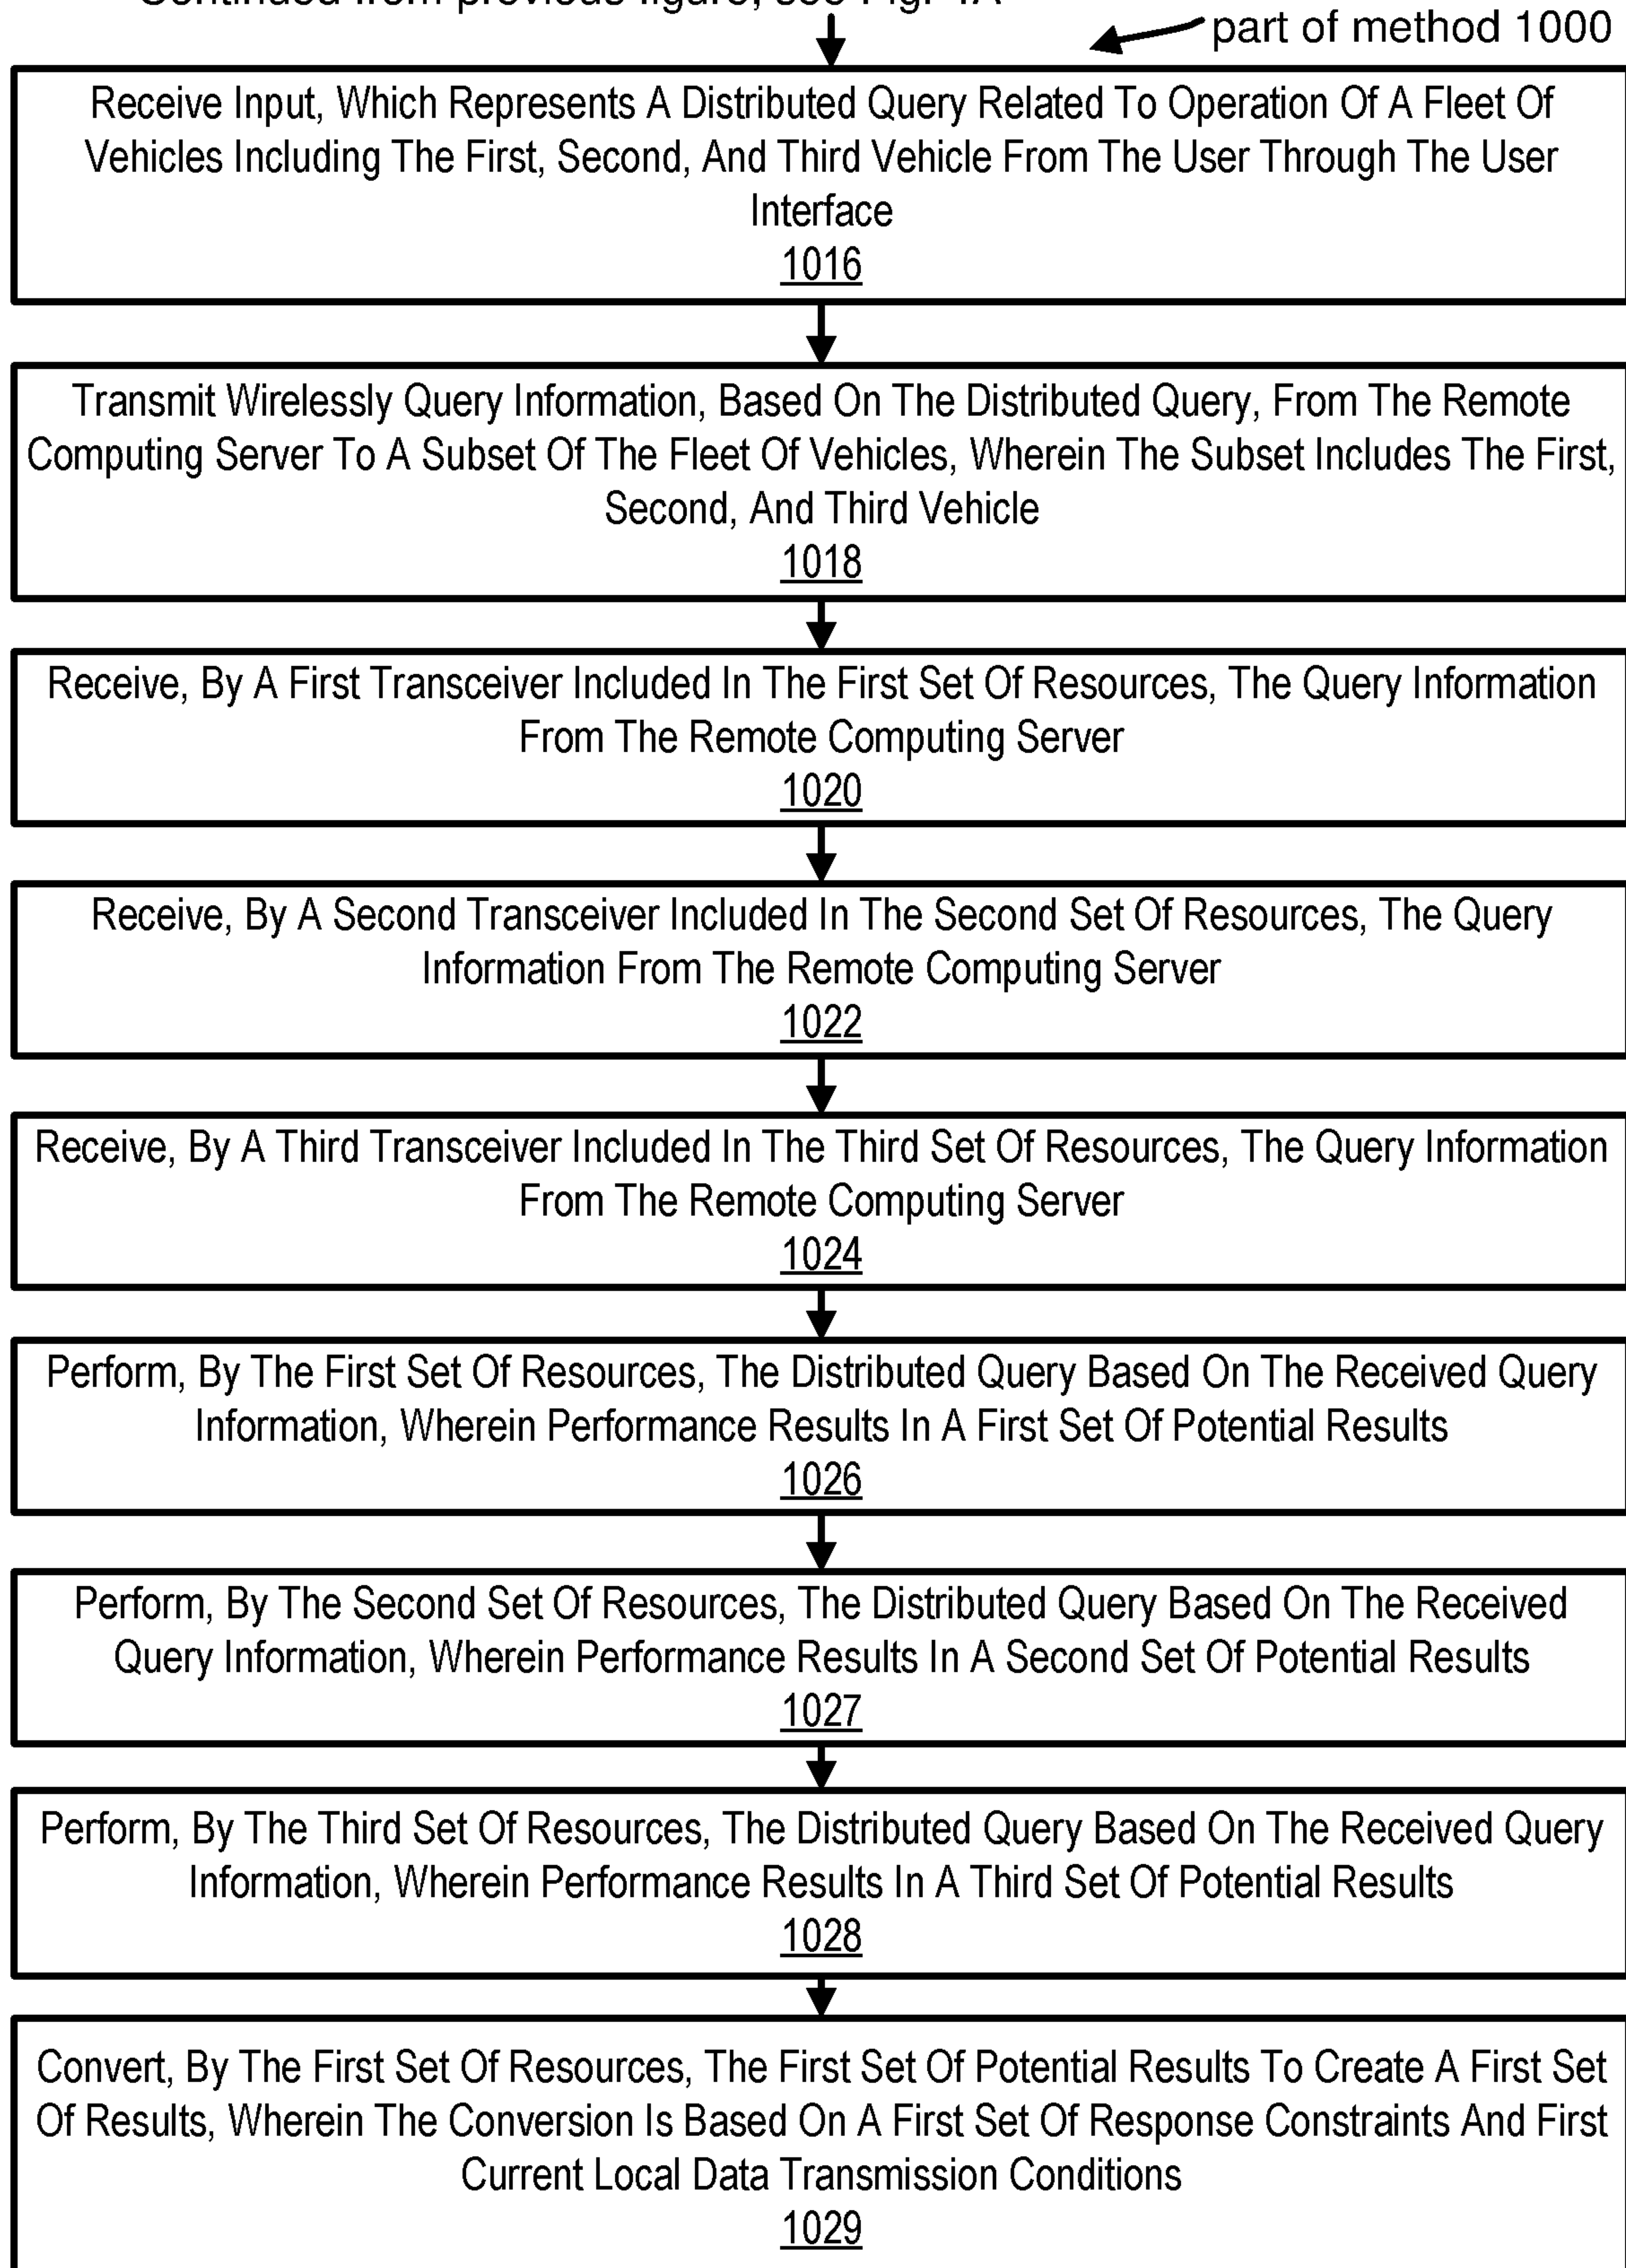 Continued from previous figure, see Fig.
part of method 1000
Receive Input, Which Represents A Distributed Query Related To Operation Of A Fleet Of
Vehicles Including The First, Second, And Third Vehicle From The User Through The User
Interface
1016
Transmit Wirelessly Query Information, Based On The Distributed Query, From The Remote
Computing Server To A Subset Of The Fleet Of Vehicles, Wherein The Subset Includes The First,
Second, And Third Vehicle
1018
Receive, By A First Transceiver Included In The First Set Of Resources, The Query Information
From The Remote Computing Server
1020
Receive, By A Second Transceiver Included In The Second Set Of Resources, The Query
Information From The Remote Computing Server
1022
Receive, By A Third Transceiver Included In The Third Set Of Resources, The Query Information
From The Remote Computing Server
1024
Perform, By The First Set Of Resources, The Distributed Query Based On The Received Query
Information, Wherein Performance Results In A First Set Of Potential Results
1026
Perform, By The Second Set Of Resources, The Distributed Query Based On The Received
Query Information, Wherein Performance Results In A Second Set Of Potential Results
1027
Perform, By The Third Set Of Resources, The Distributed Query Based On The Received Query
Information, Wherein Performance Results In A Third Set Of Potential Results
1028
Convert, By The First Set Of Resources, The First Set Of Potential Results To Create A First Set
Of Results, Wherein The Conversion Is Based On A First Set Of Response Constraints And First
Current Local Data Transmission Conditions
1029